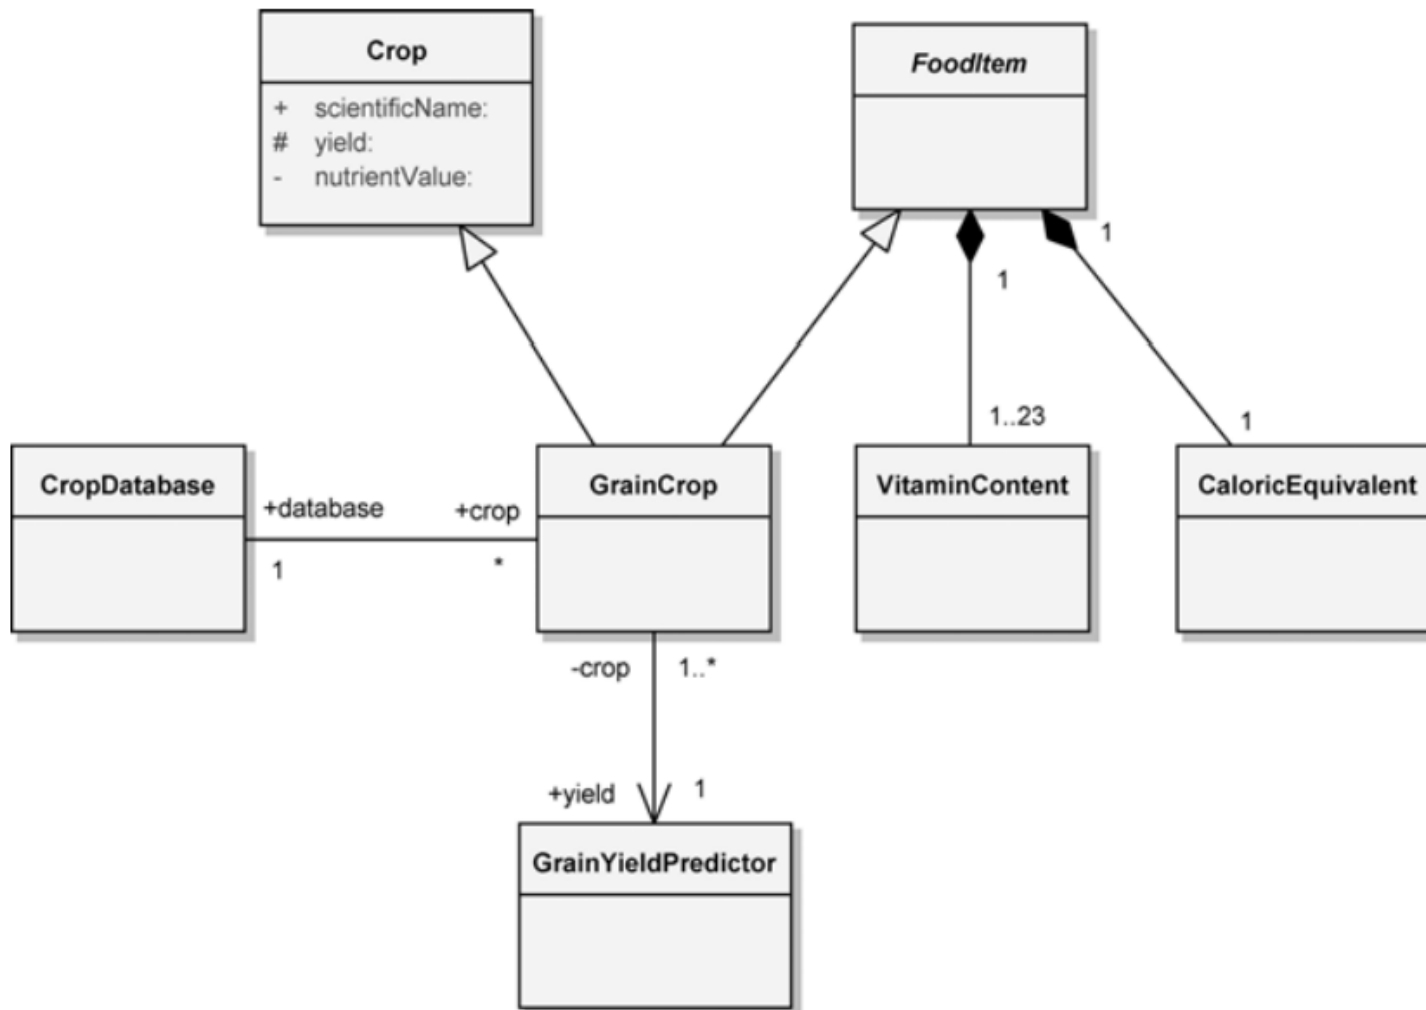 Crop
+ scientificName:
# yield:
- nutrientValue:
FoodItem
1
1
1..23
1
CropDatabase
GrainCrop
VitaminContent
CaloricEquivalent
+database
+crop
1
*
-crop
1..*
+yield
1
GrainYieldPredictor